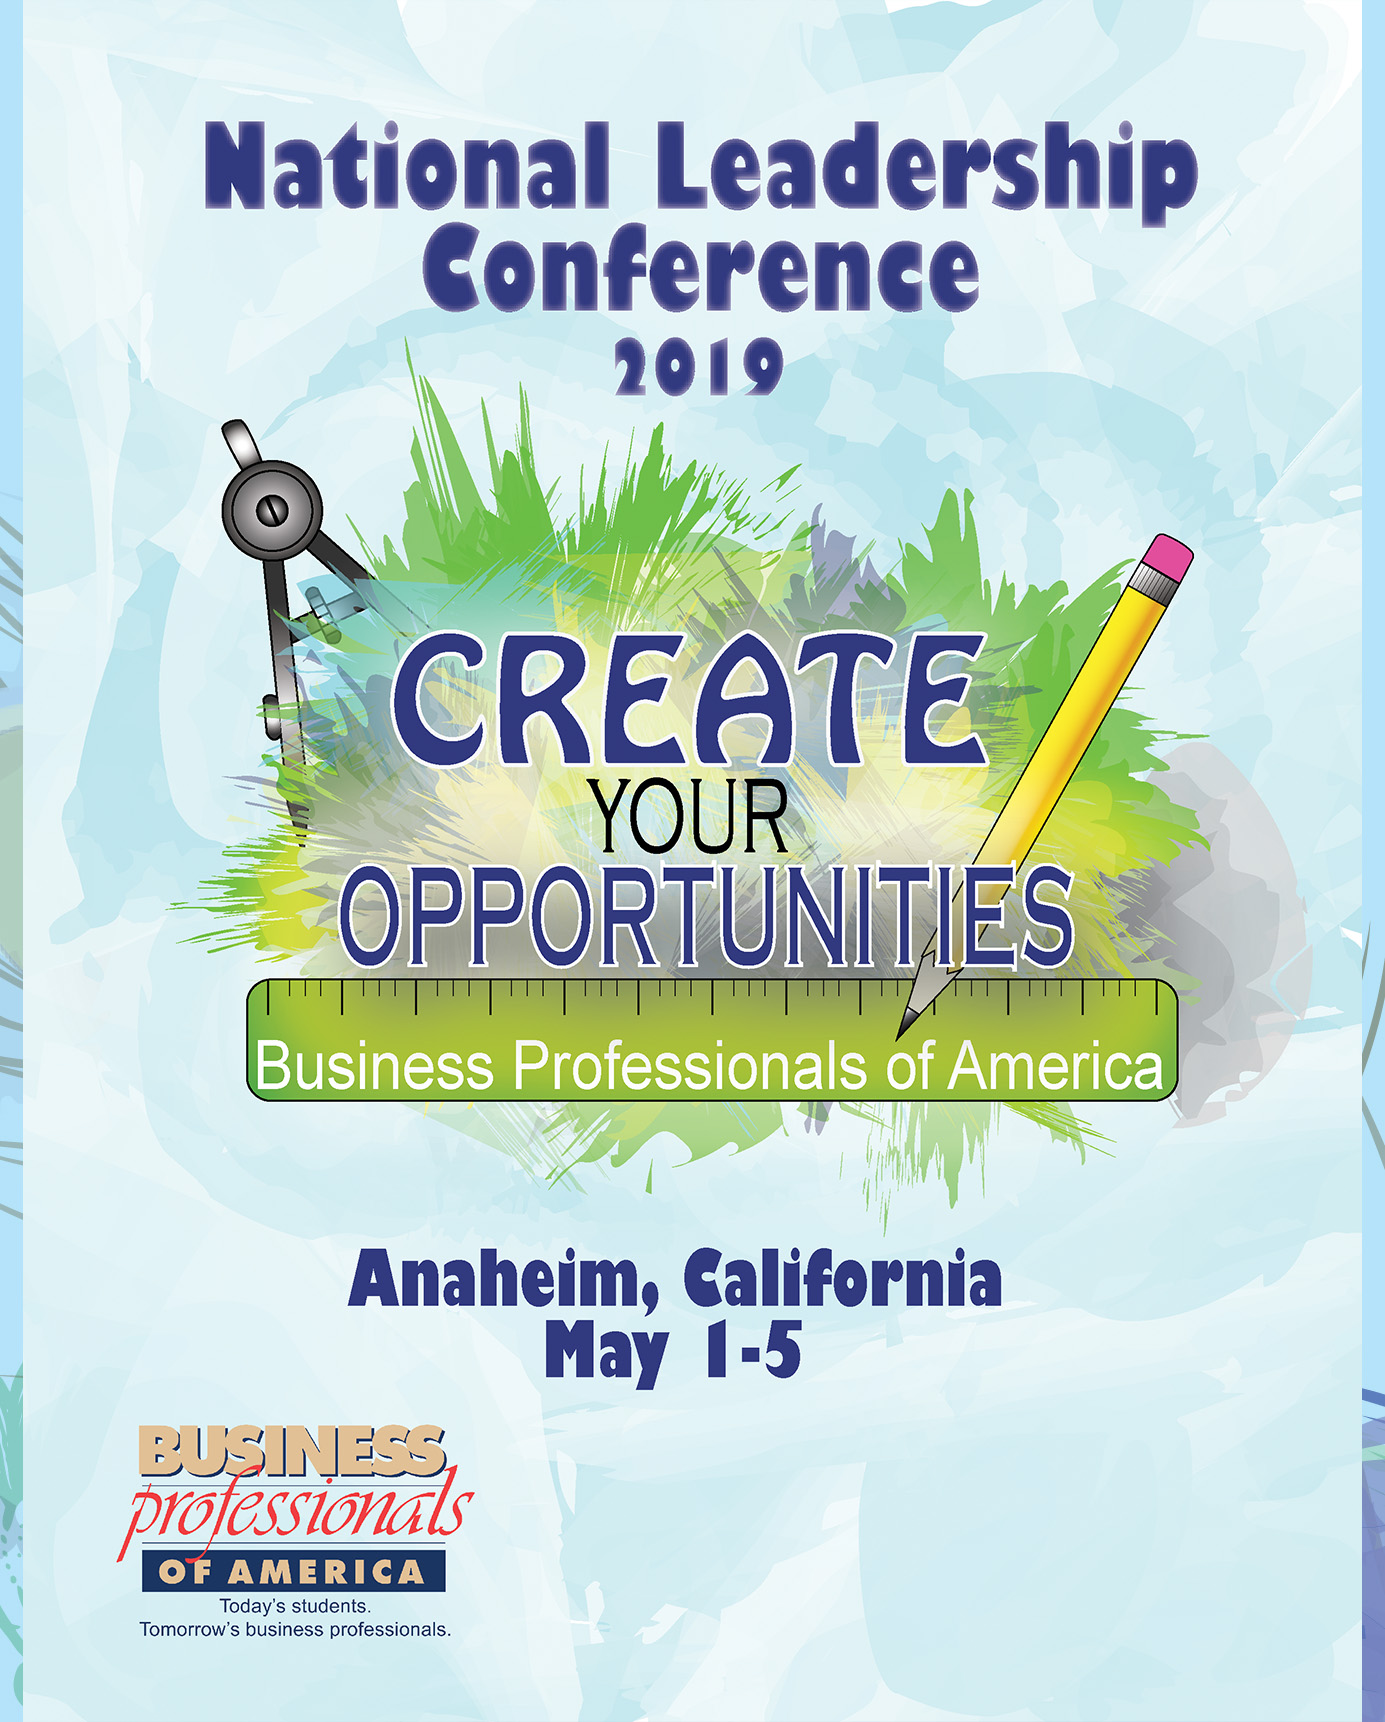 National Leadership
Conference
2019
CREATE
YOUR
OPPORTUNITIES
Business Professionals of America
Anaheim, California
May 1-5
BUSINESS
professionals
OF AMERICA
Today's students.
Tomorrow's business professionals.